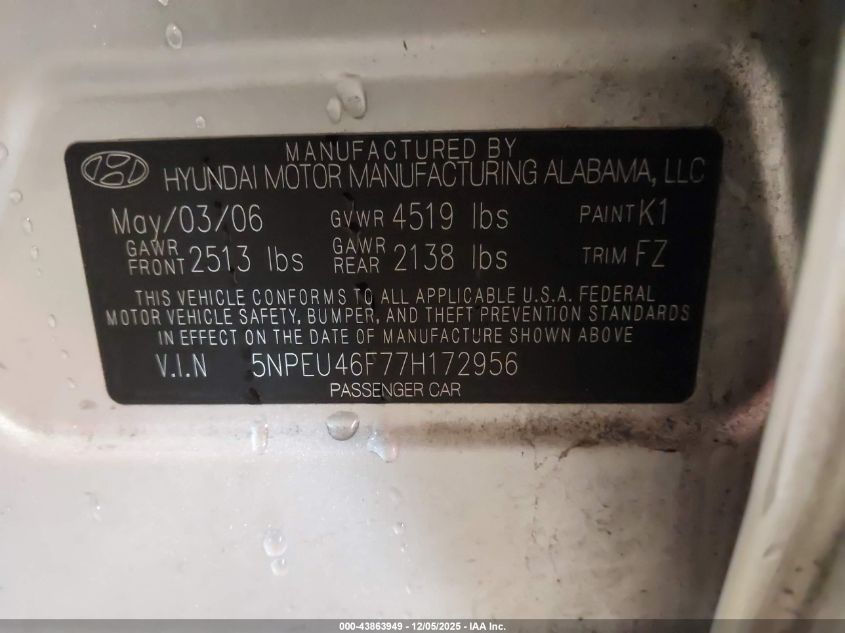 MANUFACTURED BY
HYUNDAI MOTOR MANUFACTURING ALABAMA, LLC
May/03/06 GVWR 4519 lbs PAINT K1
GAWR FRONT 2513 lbs GAWR REAR 2138 lbs TRIM FZ
THIS VEHICLE CONFORMS TO ALL APPLICABLE U.S.A. FEDERAL
MOTOR VEHICLE SAFETY, BUMPER, AND THEFT PREVENTION STANDARDS
IN EFFECT ON THE DATE OF MANUFACTURE SHOWN ABOVE
V.I.N 5NPEU46F77H172956
PASSENGER CAR
000-43863949 - 12/05/2025 - IAA Inc.